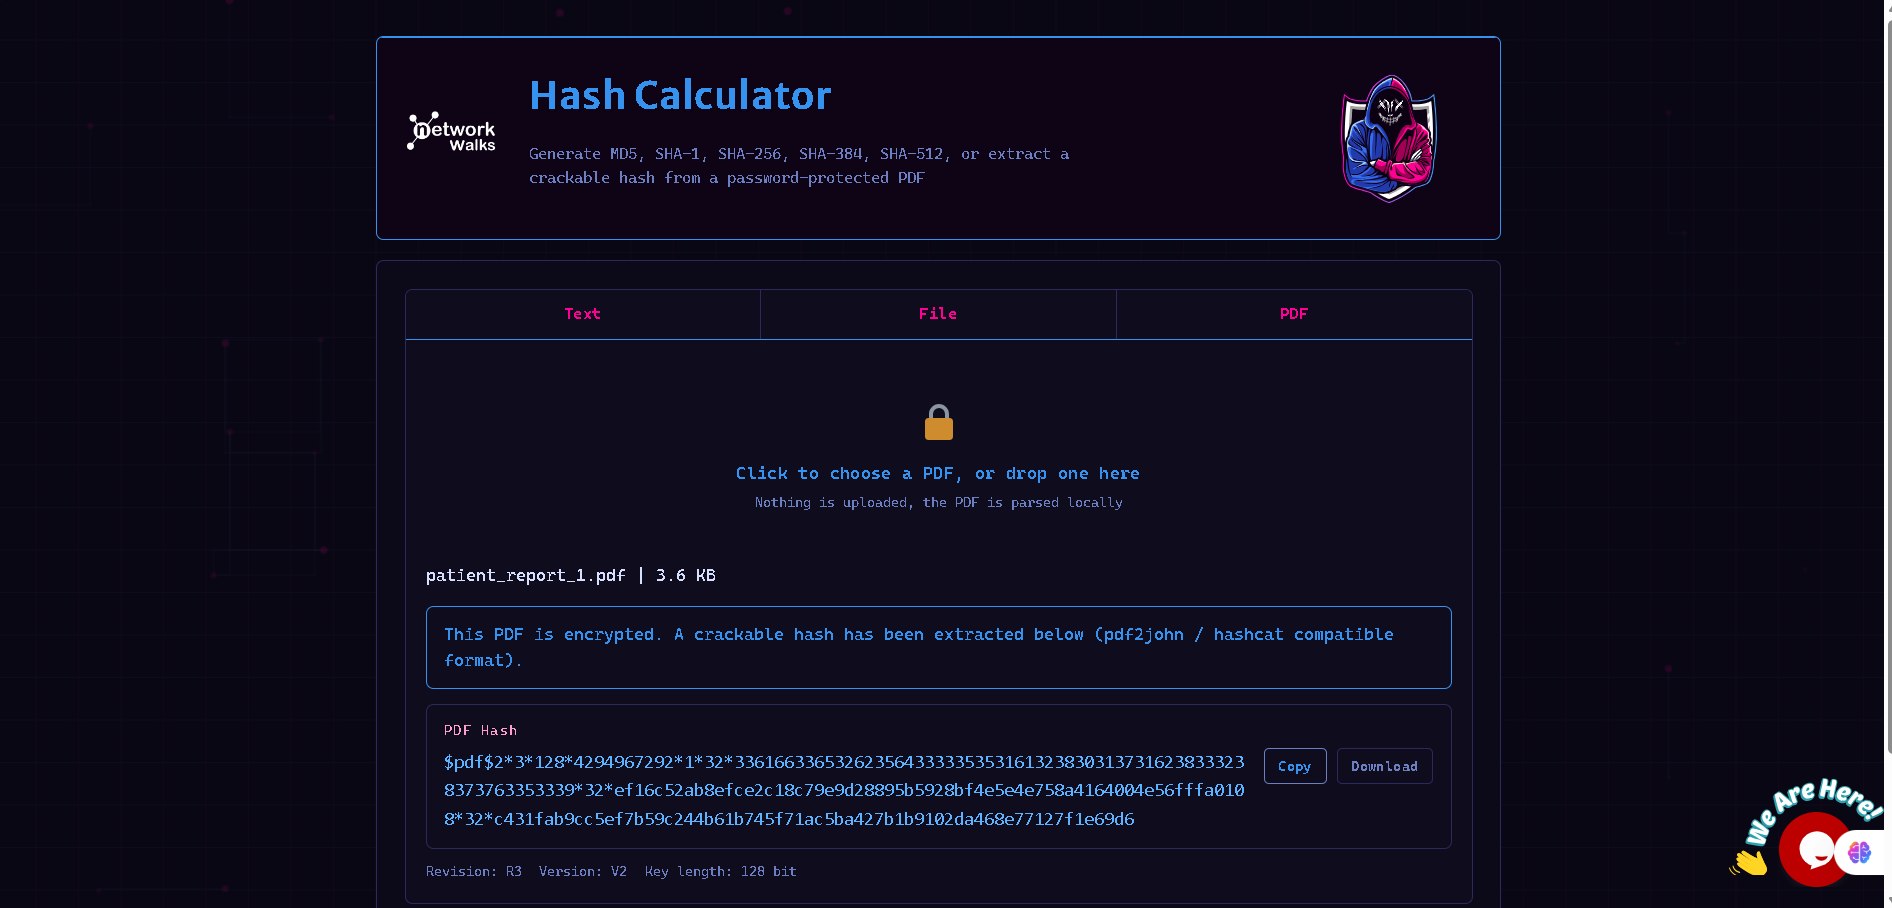 network
Walks
Hash Calculator
Generate MD5, SHA-1, SHA-256, SHA-384, SHA-512, or extract a
crackable hash from a password-protected PDF
Text
File
PDF
Click to choose a PDF, or drop one here
Nothing is uploaded, the PDF is parsed locally
patient_report_1.pdf | 3.6 KB
This PDF is encrypted. A crackable hash has been extracted below (pdf2john / hashcat compatible
format).
PDF Hash
$pdf$2*3*128*4294967292*1*32*33616633653262356433333535316132383031373162383332​3
8373763353339*32*ef16c52ab8efce2c18c79e9d28895b5928bf4e5e4e758a4164004e56fffa010
8*32*c431fab9cc5ef7b59c244b61b745f71ac5ba427b1b9102da468e77127f1e69d6
Copy
Download
Revision: R3 Version: V2 Key length: 128 bit
We Are Here!